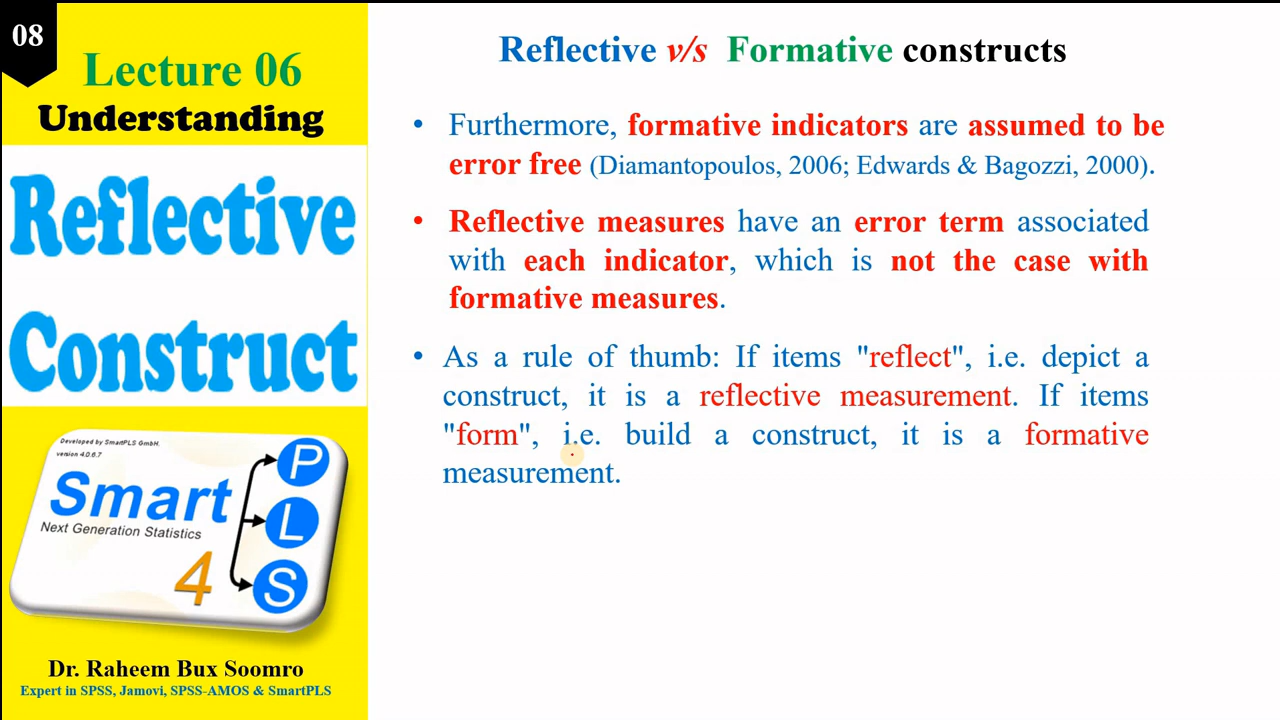 08
Lecture 06
Understanding
Reflective
Construct
Developed by SmartPLS GmbH.
version 4.0.6.7
Smart
Next Generation Statistics
4
P
L
S
Dr. Raheem Bux Soomro
Expert in SPSS, Jamovi, SPSS-AMOS & SmartPLS
Reflective v/s Formative constructs
• Furthermore, formative indicators are assumed to be
error free (Diamantopoulos, 2006; Edwards & Bagozzi, 2000).
• Reflective measures have an error term associated
with each indicator, which is not the case with
formative measures.
• As a rule of thumb: If items "reflect", i.e. depict a
construct, it is a reflective measurement. If items
"form", i.e. build a construct, it is a formative
measurement.